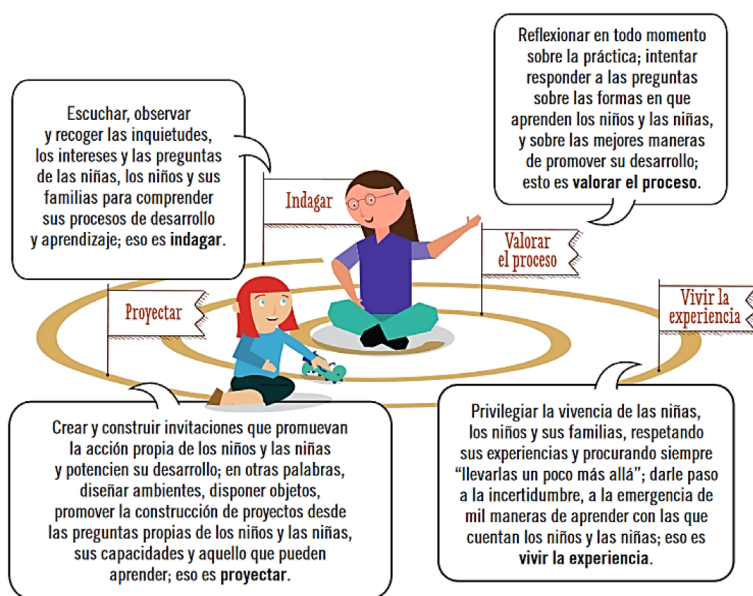 Escuchar, observar
y recoger las inquietudes,
los intereses y las preguntas
de las niñas, los niños y sus
familias para comprender
sus procesos de desarrollo
y aprendizaje; eso es indagar.
Reflexionar en todo momento
sobre la práctica; intentar
responder a las preguntas
sobre las formas en que
aprenden los niños y las niñas,
y sobre las mejores maneras
de promover su desarrollo;
esto es valorar el proceso.
Indagar
Valorar
el proceso
Proyectar
Vivir la
experiencia
Crear y construir invitaciones que promuevan
la acción propia de los niños y las niñas
y potencien su desarrollo; en otras palabras,
diseñar ambientes, disponer objetos,
promover la construcción de proyectos desde
las preguntas propias de los niños y las niñas,
sus capacidades y aquello que pueden
aprender; eso es proyectar.
Privilegiar la vivencia de las niñas,
los niños y sus familias, respetando
sus experiencias y procurando siempre
“llevarlas un poco más allá”; darle paso
a la incertidumbre, a la emergencia de
mil maneras de aprender con las que
cuentan los niños y las niñas; eso es
vivir la experiencia.